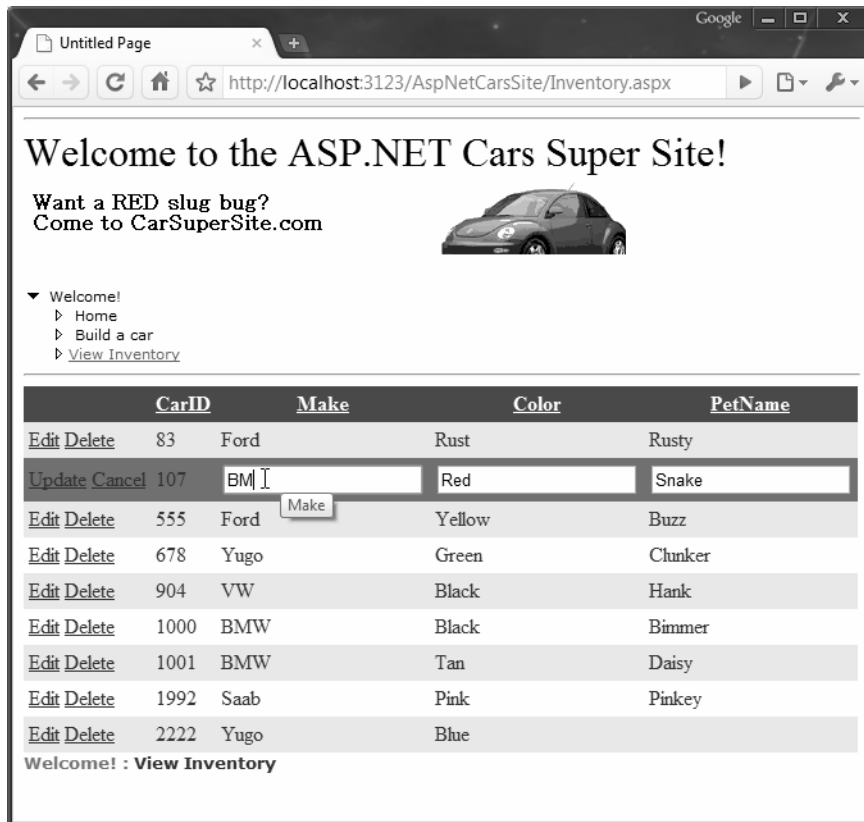 Google
Untitled Page
http://localhost:3123/AspNetCarsSite/Inventory.aspx
Welcome to the ASP.NET Cars Super Site!
Want a RED slug bug?
Come to CarSuperSite.com
Welcome!
Home
Build a car
View Inventory
CarID Make Color PetName
Edit Delete 83 Ford Rust Rusty
Update Cancel 107 BM Red Snake
Make
Edit Delete 555 Ford Yellow Buzz
Edit Delete 678 Yugo Green Clunker
Edit Delete 904 VW Black Hank
Edit Delete 1000 BMW Black Bimmer
Edit Delete 1001 BMW Tan Daisy
Edit Delete 1992 Saab Pink Pinkey
Edit Delete 2222 Yugo Blue
Welcome! : View Inventory